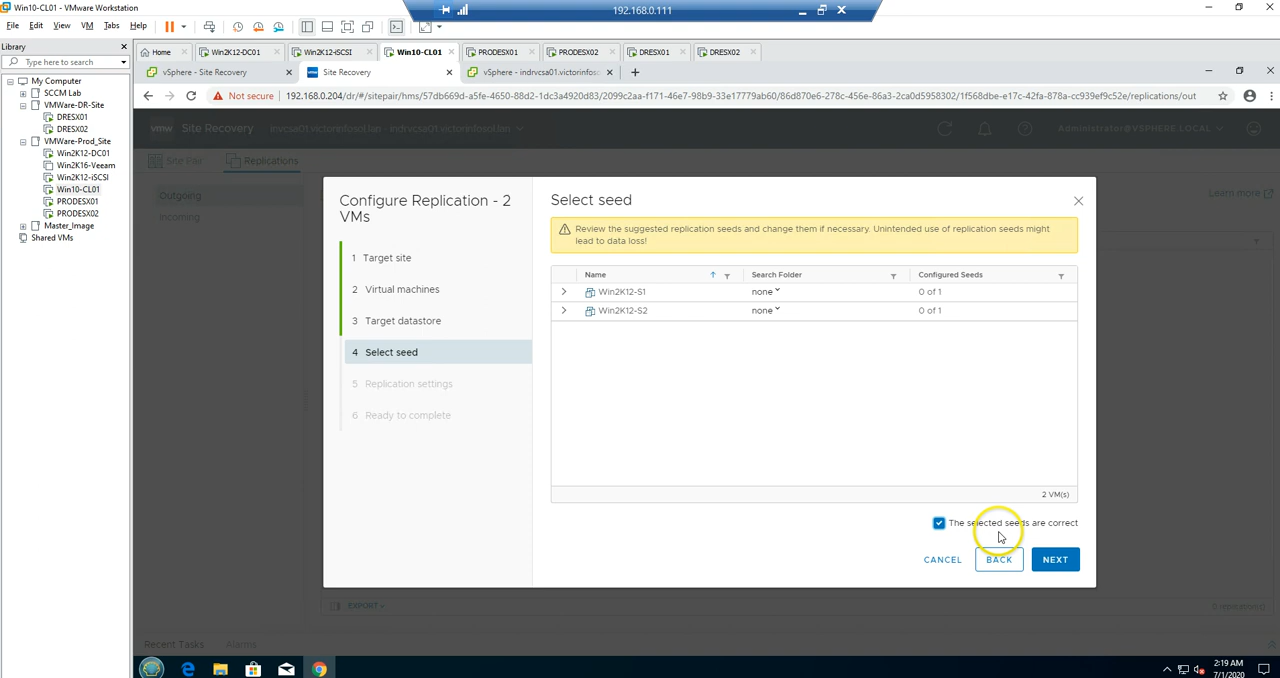 Win10-CL01 - VMware Workstation
192.168.0.111
File Edit View VM Tabs Help
Library
Type here to search
My Computer
SCCM Lab
VMWare-DR-Site
DRESX01
DRESX02
VMWare-Prod_Site
Win2K12-DC01
Win2K16-Veeam
Win2K12-iSCSI
Win10-CL01
PRODESX01
PRODESX02
Master_Image
Shared VMs
Home Win2K12-DC01 Win2K12-iSCSI Win10-CL01 PRODESX01 PRODESX02 DRESX01 DRESX02
vSphere - Site Recovery Site Recovery vSphere - indrvcsa01.victorinfosol
Not secure 192.168.0.204/dr/#/sitepair/hms/57db669d-a5fe-4650-88d2-1dc3a4920d83/2099c2aa-f171-46e7-98b9-33e17779ab60/86d870e6-278c-456e-86a3-2ca0d5958302/1f568dbe-e17c-42fa-878a-cc939ef9c52e/replications/out
vmw Site Recovery invcsa01.victorinfosol.lan - indrvcsa01.victorinfosol.lan Administrator@VSPHERE.LOCAL
Site Pair Replications
Outgoing
Incoming
Learn more
Configure Replication - 2
VMs
1 Target site
2 Virtual machines
3 Target datastore
4 Select seed
5 Replication settings
6 Ready to complete
Select seed
Review the suggested replication seeds and change them if necessary. Unintended use of replication seeds might
lead to data loss!
Name Search Folder Configured Seeds
Win2K12-S1 none 0 of 1
Win2K12-S2 none 0 of 1
2 VM(s)
The selected seeds are correct
CANCEL BACK NEXT
EXPORT
Recent Tasks Alarms
2:19 AM
7/1/2020